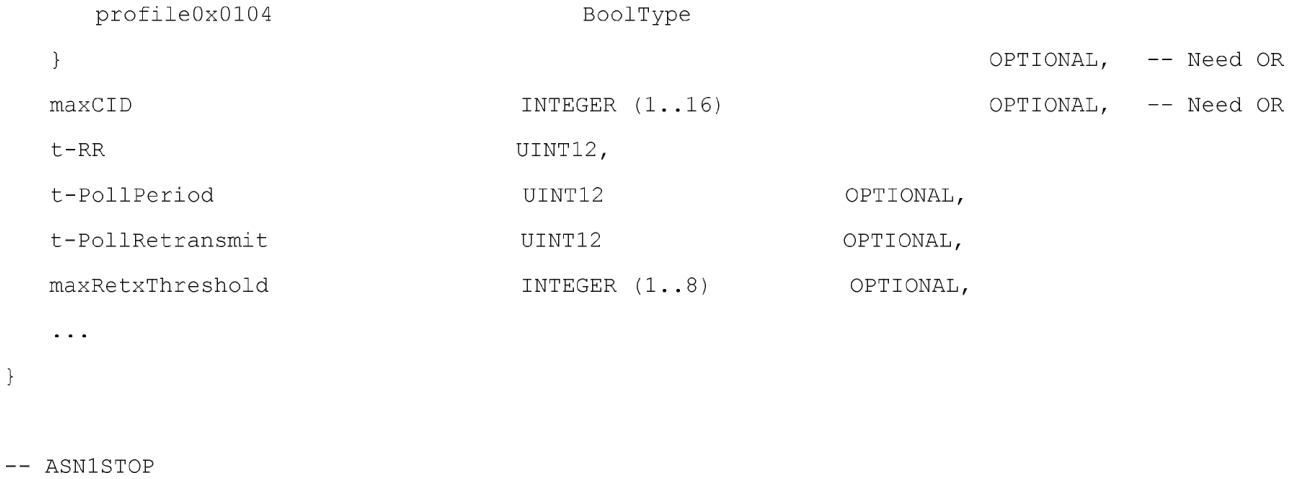 profile0x0104 BoolType
} OPTIONAL, -- Need OR
maxCID INTEGER (1..16) OPTIONAL, -- Need OR
t-RR UINT12,
t-PollPeriod UINT12 OPTIONAL,
t-PollRetransmit UINT12 OPTIONAL,
maxRetxThreshold INTEGER (1..8) OPTIONAL,
...
}
-- ASN1STOP